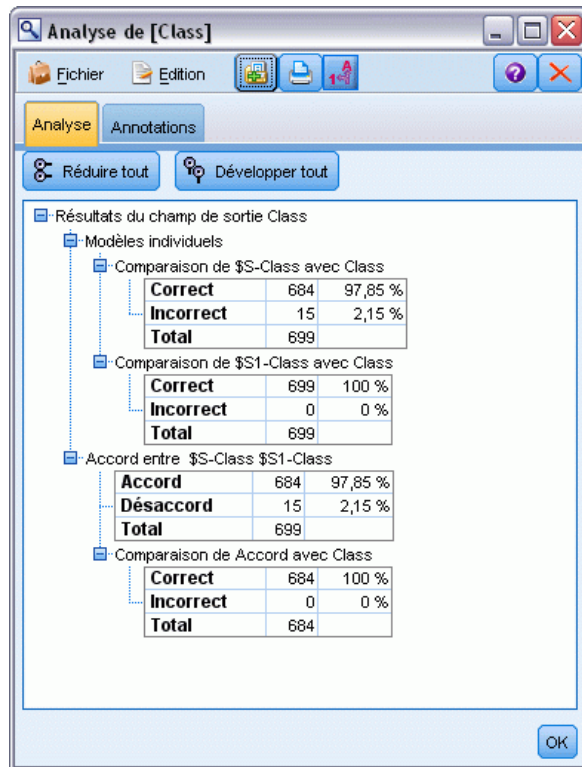 Analyse de [Class]
Fichier Edition
Analyse Annotations
Réduire tout Développer tout
Résultats du champ de sortie Class
Modèles individuels
Comparaison de $S-Class avec Class
Correct 684 97,85 %
Incorrect 15 2,15 %
Total 699
Comparaison de $S1-Class avec Class
Correct 699 100 %
Incorrect 0 0 %
Total 699
Accord entre $S-Class $S1-Class
Accord 684 97,85 %
Désaccord 15 2,15 %
Total 699
Comparaison de Accord avec Class
Correct 684 100 %
Incorrect 0 0 %
Total 684
OK